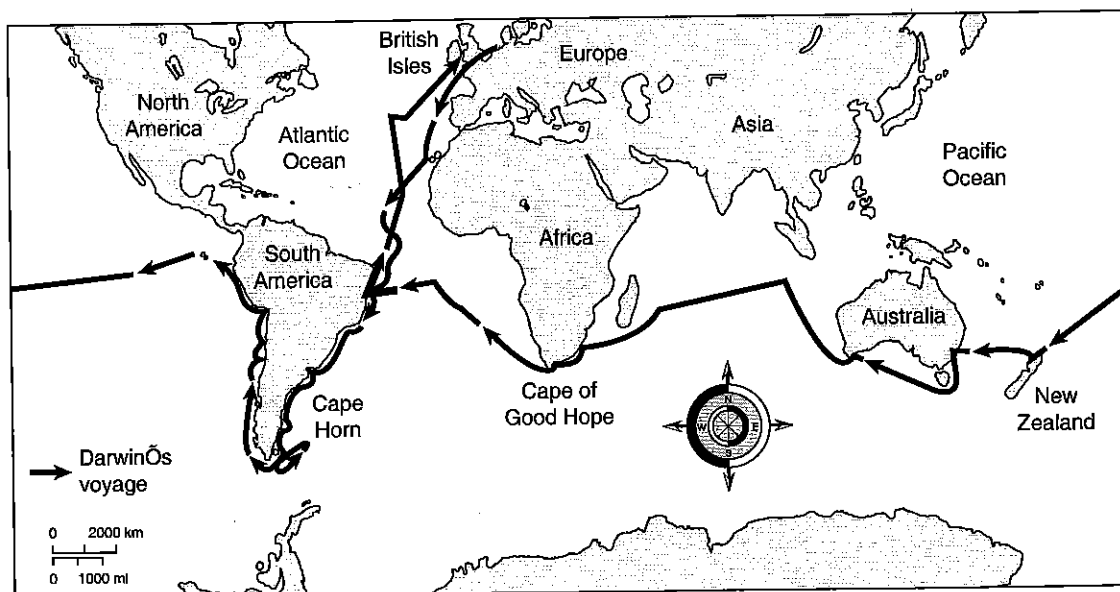 British
Isles
Europe
North
America
Atlantic
Ocean
Asia
Pacific
Ocean
South
America
Africa
Australia
Cape
Horn
Cape of
Good Hope
N
W
E
S
New
Zealand
DarwinÕs
voyage
0 2000 km
0 1000 ml